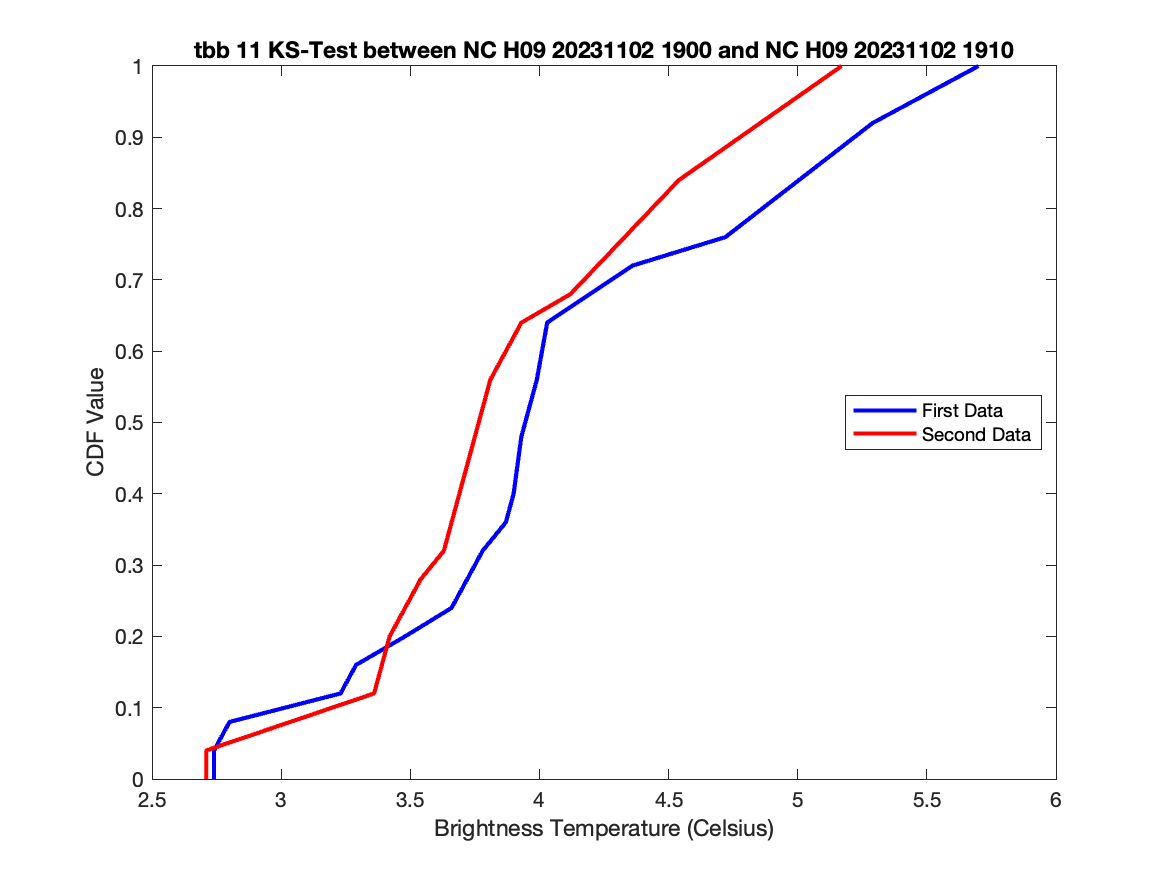 tbb 11 KS-Test between NC H09 20231102 1900 and NC H09 20231102 1910
1
0.9
0.8
0.7
0.6
0.5
0.4
0.3
0.2
0.1
0
CDF Value
First Data
Second Data
2.5 3 3.5 4 4.5 5 5.5 6
Brightness Temperature (Celsius)